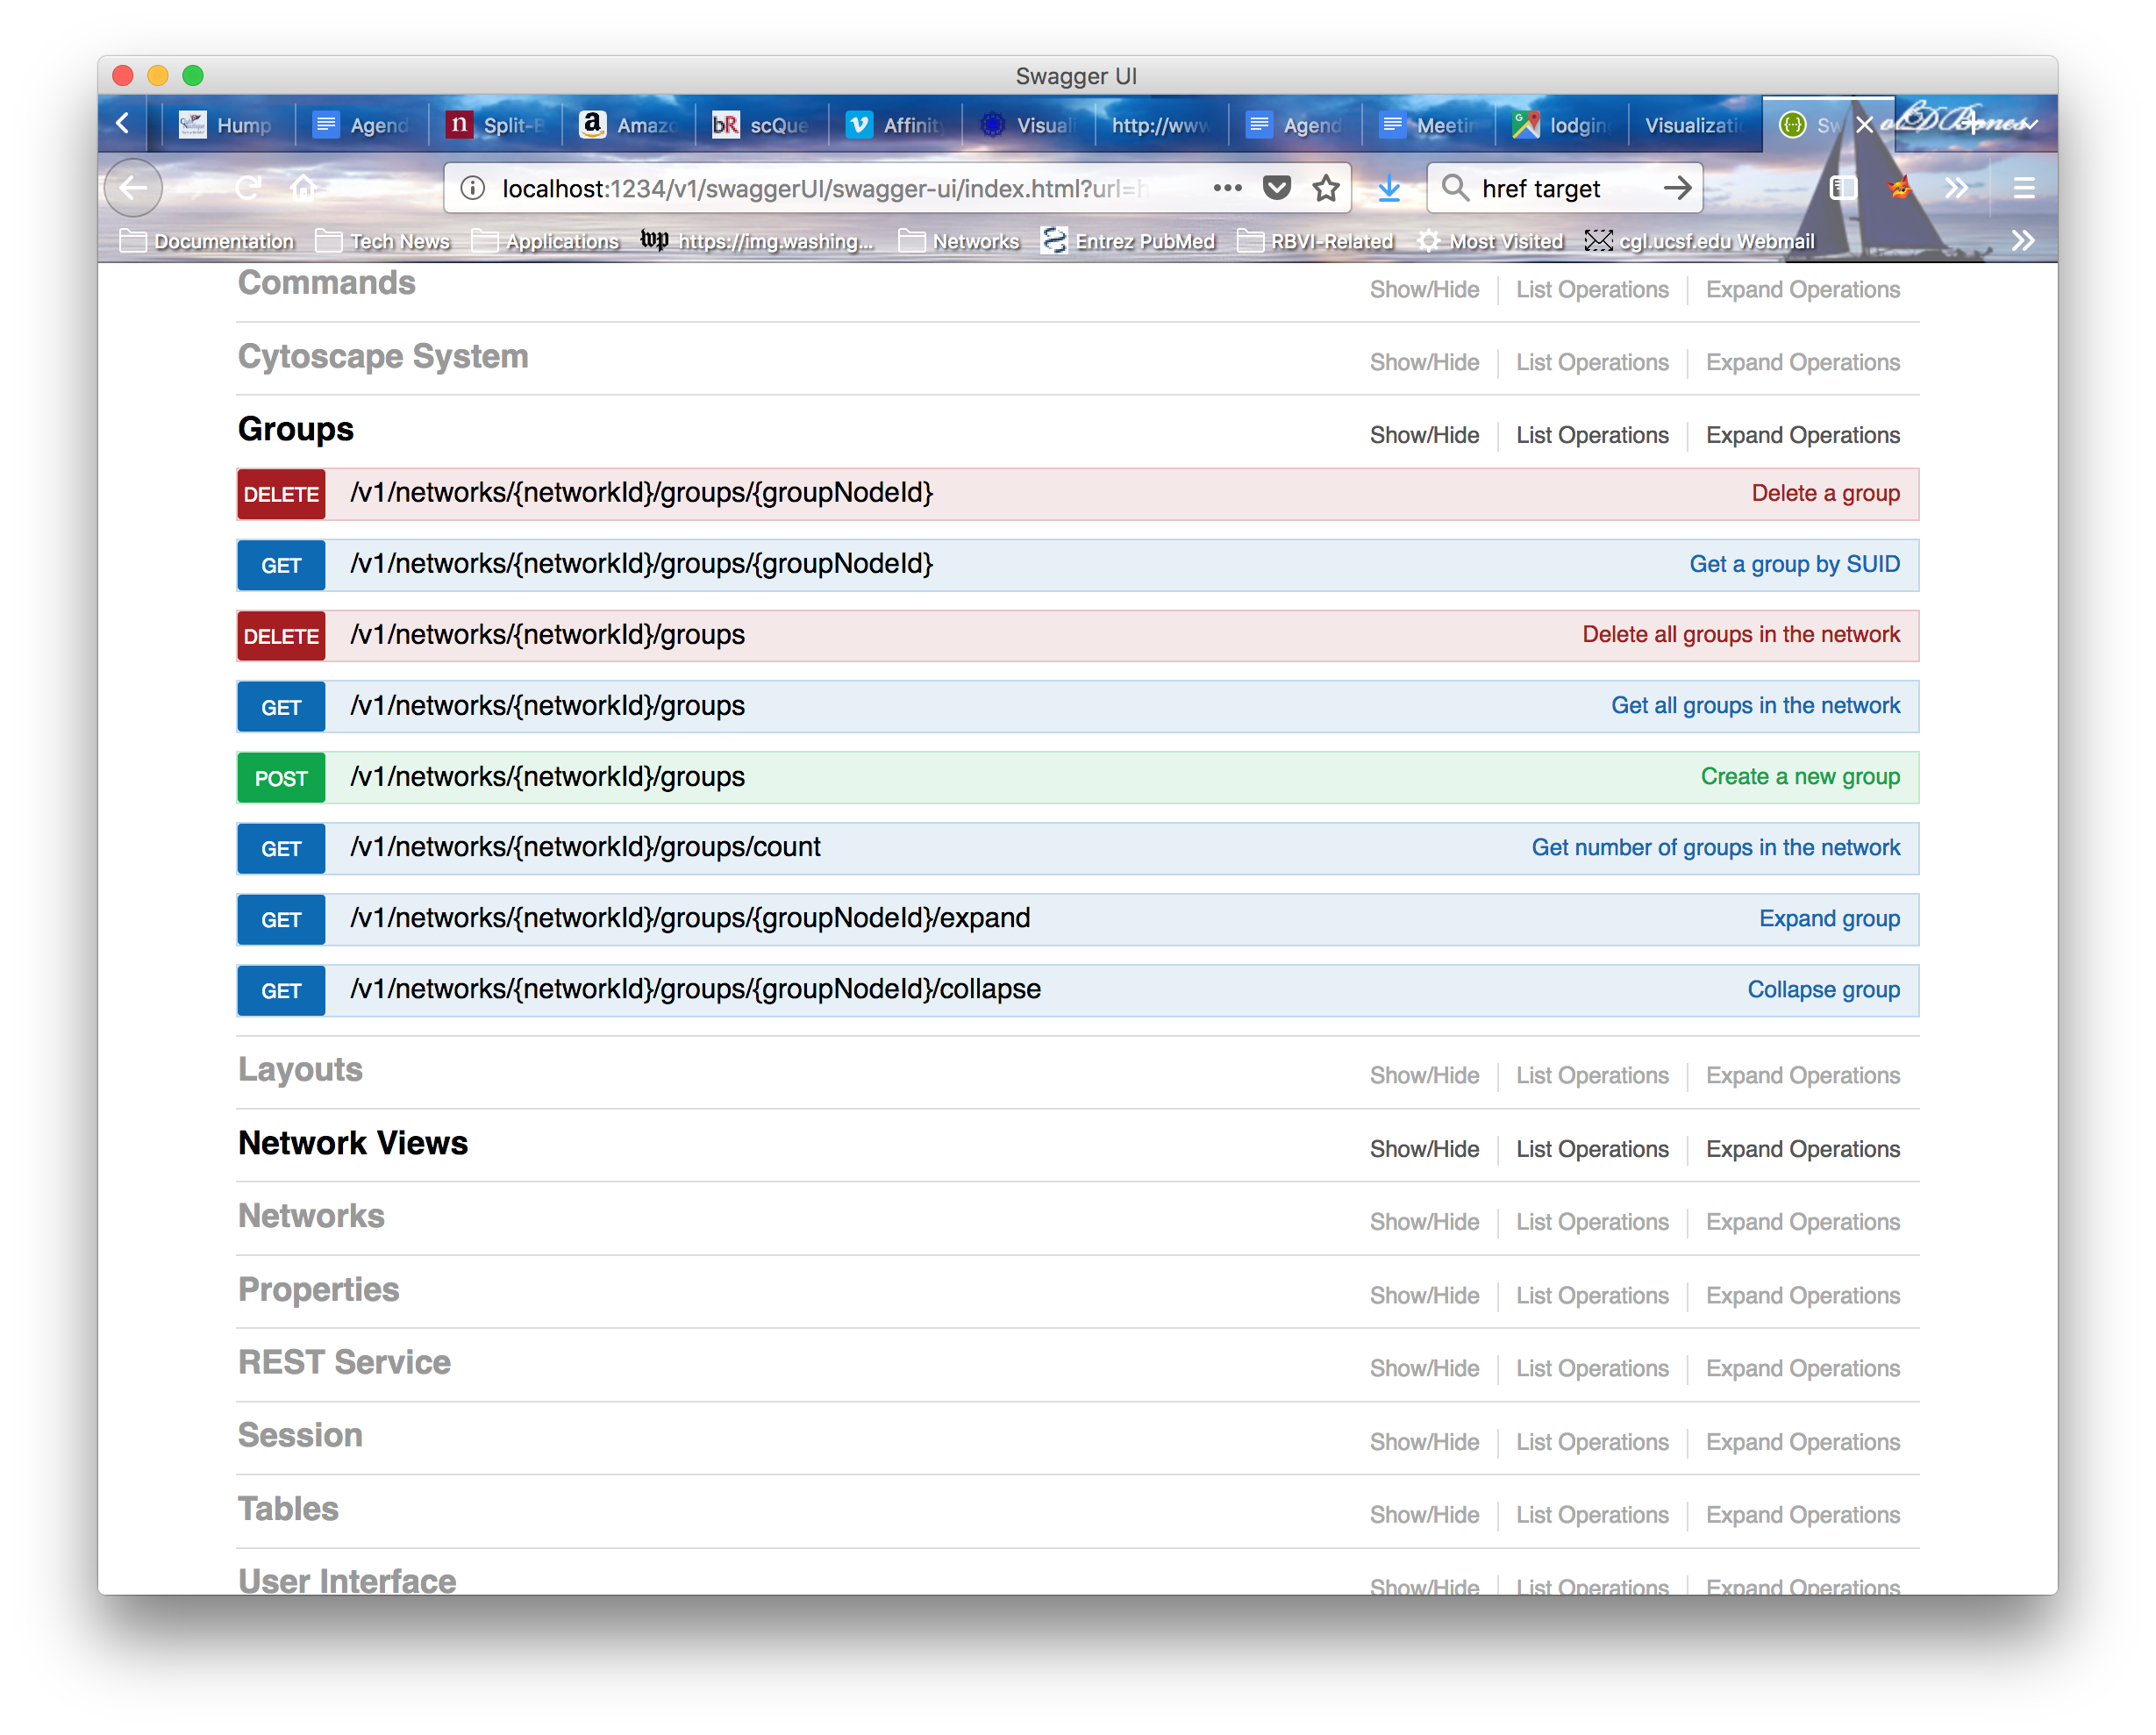 Swagger UI
Hump Agend Split-B Amazo scQue Affinit Visuali http://www Agend Meetin lodging Visualizatio Sw
localhost:1234/v1/swaggerUI/swagger-ui/index.html?url=h href target
Documentation Tech News Applications wp https://img.washing... Networks Entrez PubMed RBVI-Related Most Visited cgl.ucsf.edu Webmail
Commands Show/Hide List Operations Expand Operations
Cytoscape System Show/Hide List Operations Expand Operations
Groups Show/Hide List Operations Expand Operations
DELETE /v1/networks/{networkId}/groups/{groupNodeId} Delete a group
GET /v1/networks/{networkId}/groups/{groupNodeId} Get a group by SUID
DELETE /v1/networks/{networkId}/groups Delete all groups in the network
GET /v1/networks/{networkId}/groups Get all groups in the network
POST /v1/networks/{networkId}/groups Create a new group
GET /v1/networks/{networkId}/groups/count Get number of groups in the network
GET /v1/networks/{networkId}/groups/{groupNodeId}/expand Expand group
GET /v1/networks/{networkId}/groups/{groupNodeId}/collapse Collapse group
Layouts Show/Hide List Operations Expand Operations
Network Views Show/Hide List Operations Expand Operations
Networks Show/Hide List Operations Expand Operations
Properties Show/Hide List Operations Expand Operations
REST Service Show/Hide List Operations Expand Operations
Session Show/Hide List Operations Expand Operations
Tables Show/Hide List Operations Expand Operations
User Interface Show/Hide List Operations Expand Operations